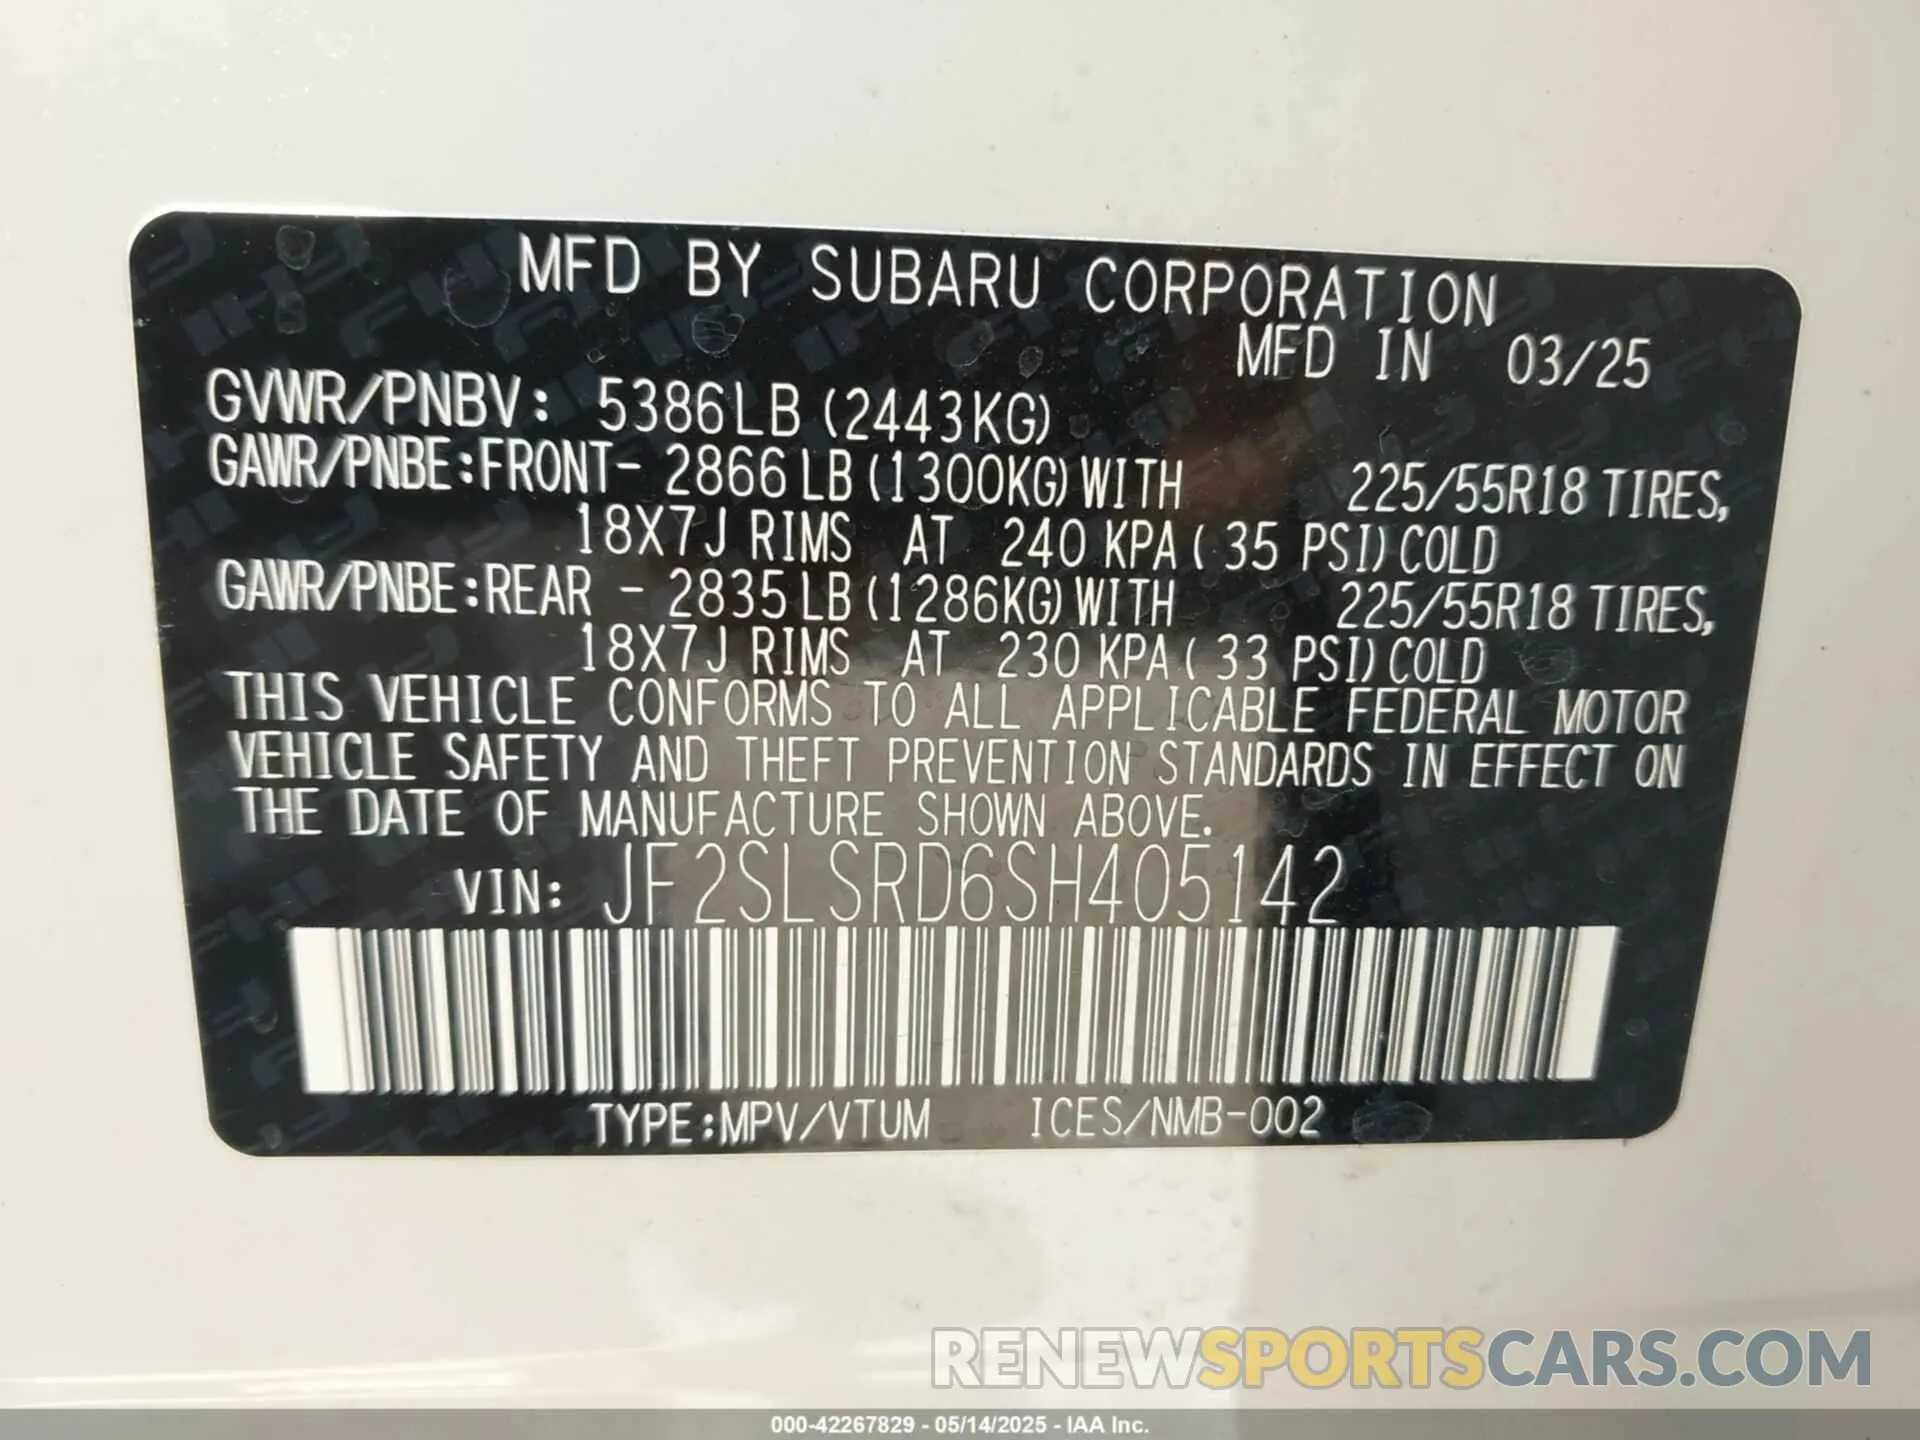 MFD BY SUBARU CORPORATION
MFD IN 03/25
GVWR/PNBV: 5386LB (2443KG)
GAWR/PNBE:FRONT- 2866LB (1300KG) WITH 225/55R18 TIRES,
18X7J RIMS AT 240 KPA ( 35 PSI) COLD
GAWR/PNBE:REAR - 2835LB (1286KG) WITH 225/55R18 TIRES,
18X7J RIMS AT 230 KPA ( 33 PSI) COLD
THIS VEHICLE CONFORMS TO ALL APPLICABLE FEDERAL MOTOR
VEHICLE SAFETY AND THEFT PREVENTION STANDARDS IN EFFECT ON
THE DATE OF MANUFACTURE SHOWN ABOVE.
VIN: JF2SLSRD6SH405142
TYPE:MPV/VTUM ICES/NMB-002
RENEWSPORTSCARS.COM
000-42267829 - 05/14/2025 - IAA Inc.